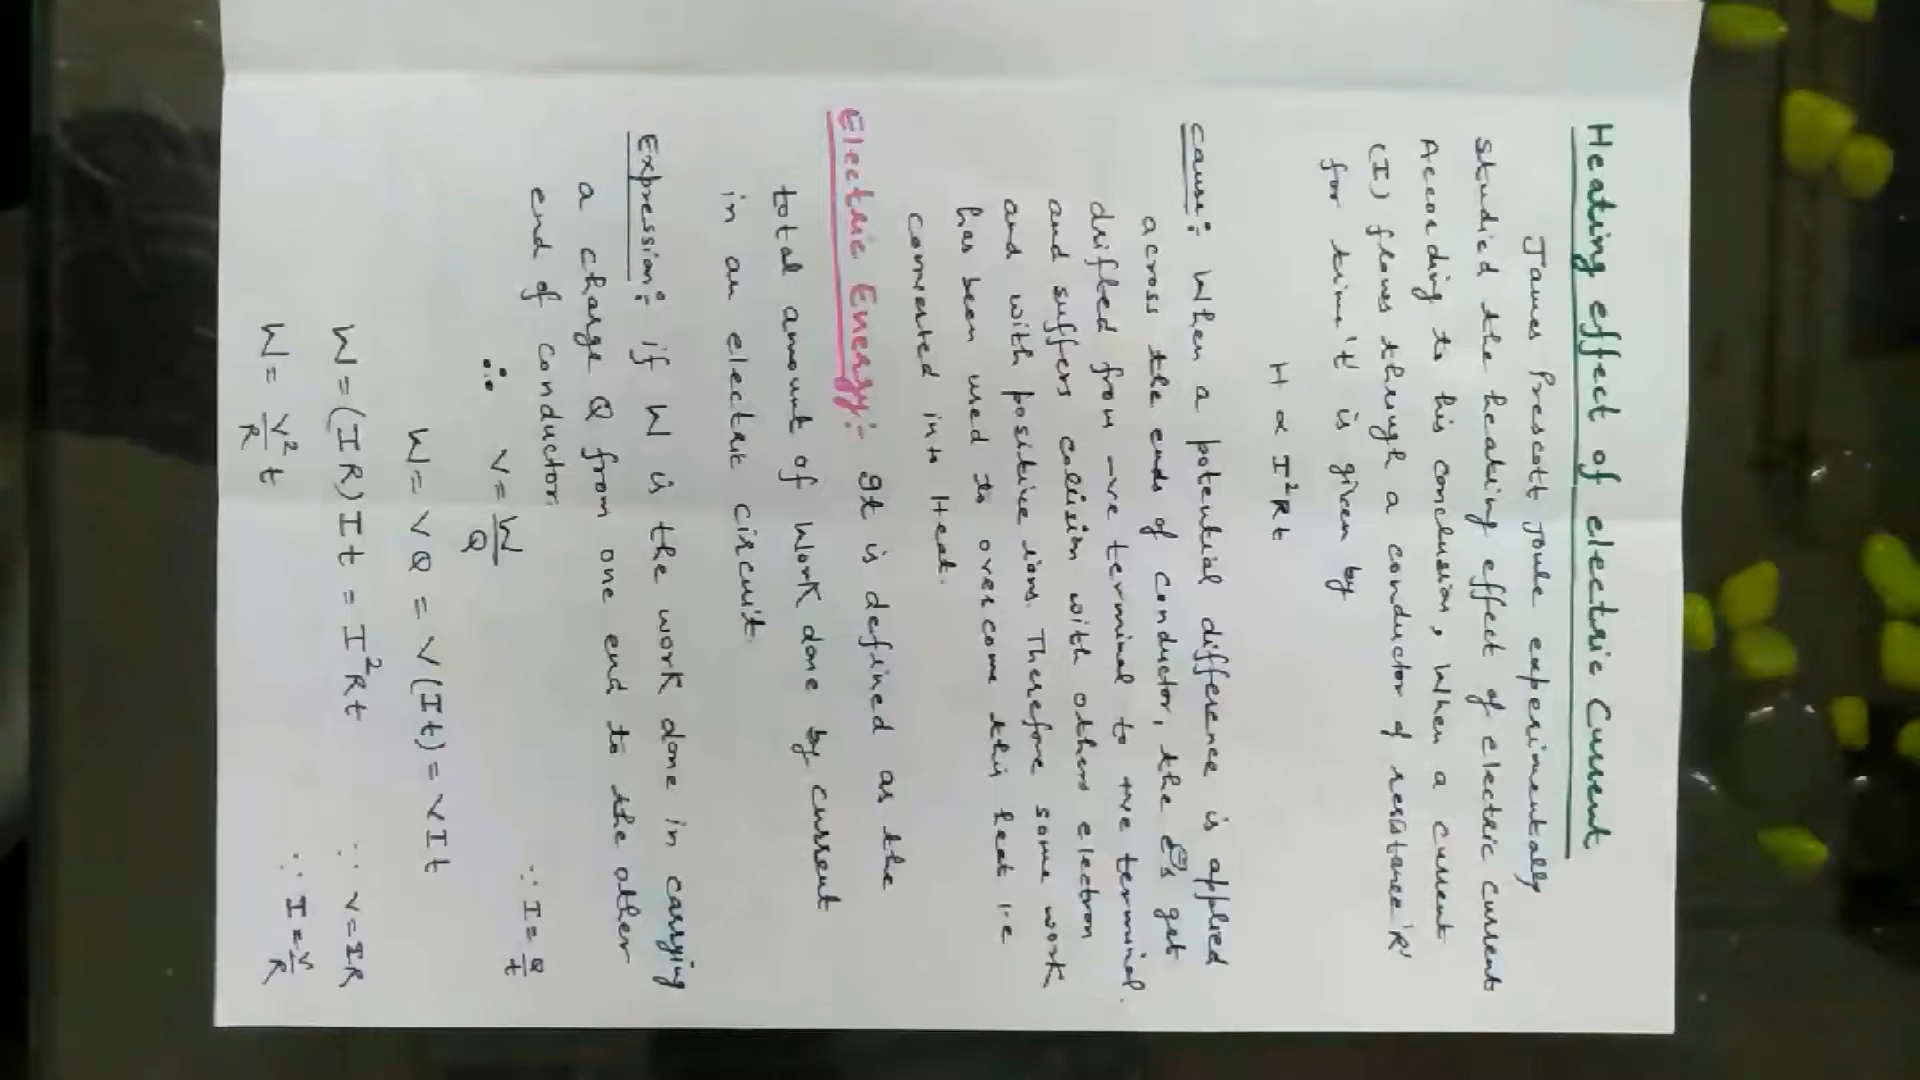 Heating effect of electric Current
James Prescott Joule experimentally
studied the heating effect of electric current
According to his conclusion, when a current
(I) flows through a conductor of resistance 'R'
for time 't' is given by
H ∝ I²Rt
Cause:- When a potential difference is applied
across the ends of conductor, the e⁻s get
drifted from -ve terminal to +ve terminal.
and suffers collision with others electron
and with positive ions. Therefore some work
has been used to overcome this heat i.e
converted into Heat.
Electric Energy:- It is defined as the
total amount of work done by current
in an electric circuit.
Expression:- if W is the work done in carrying
a charge Q from one end to the other
end of conductor.
∴ V = W/Q ∵ I = Q/t
W = VQ = V(It) = VIt
W = (IR)It = I²Rt ∵ V = IR
W = V²/R t ∵ I = V/R